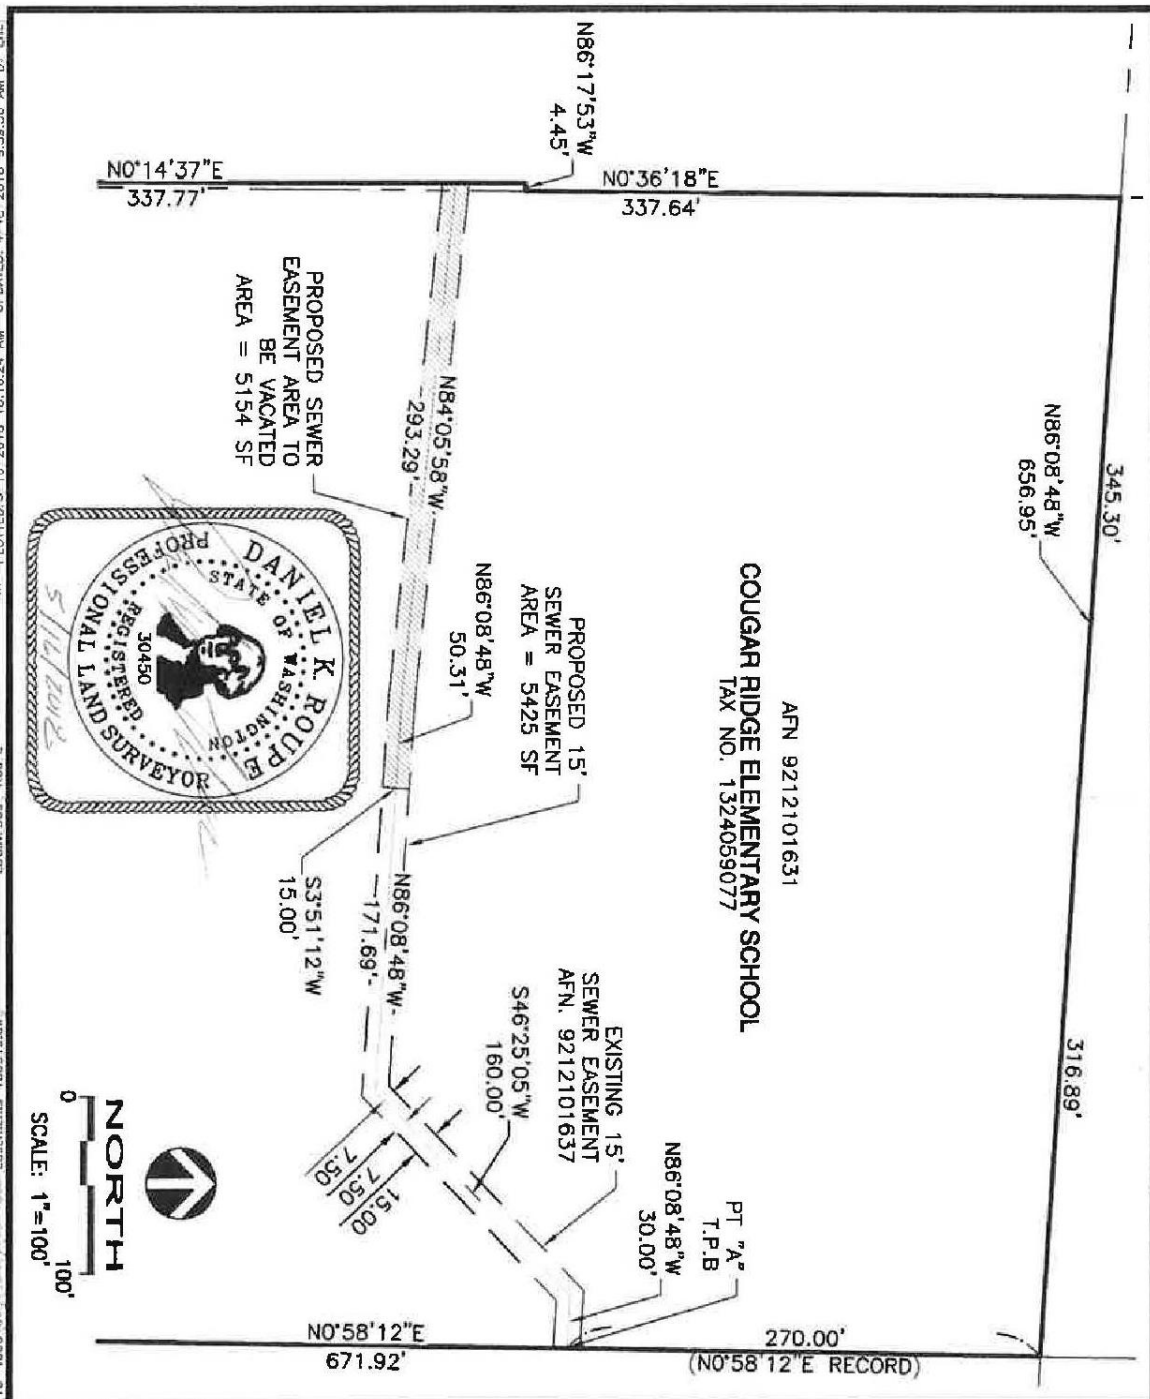 345.30'
316.89'
N86°08'48"W
656.95'
N86°17'53"W
4.45'
N0°36'18"E
337.64'
N0°14'37"E
337.77'
AFN 9212101631
COUGAR RIDGE ELEMENTARY SCHOOL
TAX NO. 1324059077
PT "A"
T.P.B
N86°08'48"W
30.00'
270.00'
(N0°58'12"E RECORD)
EXISTING 15'
SEWER EASEMENT
AFN. 9212101637
S46°25'05"W
160.00'
PROPOSED 15'
SEWER EASEMENT
AREA = 5425 SF
N86°08'48"W
50.31'
N84°05'58"W
293.29'
N86°08'48"W
171.69'
S3°51'12"W
15.00'
PROPOSED SEWER
EASEMENT AREA TO
BE VACATED
AREA = 5154 SF
7.50
7.50
15.00
N0°58'12"E
671.92'
DANIEL K. ROUPE
STATE OF WASHINGTON
30450
REGISTERED
PROFESSIONAL LAND SURVEYOR
NORTH
0
100'
SCALE: 1"=100'